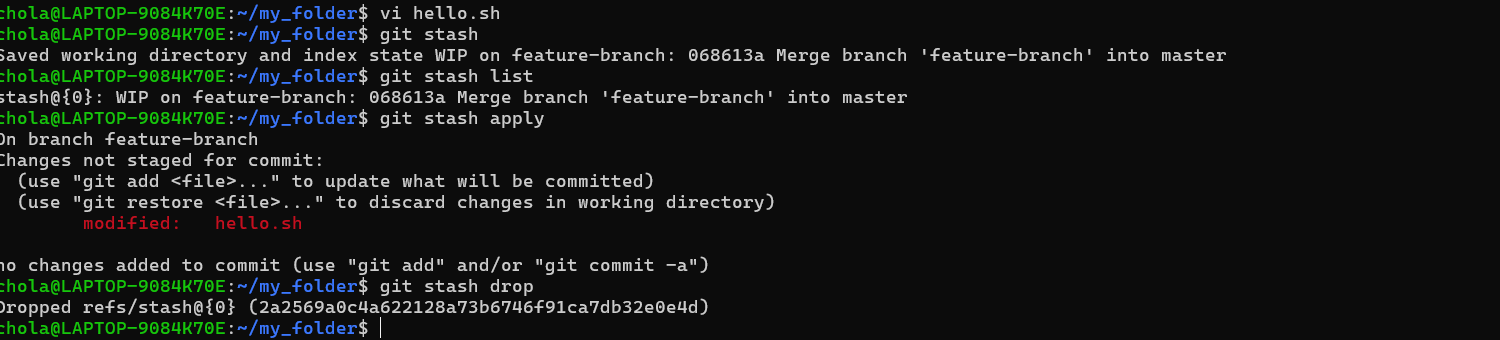 chola@LAPTOP-9084K70E:~/my_folder$ vi hello.sh
chola@LAPTOP-9084K70E:~/my_folder$ git stash
Saved working directory and index state WIP on feature-branch: 068613a Merge branch 'feature-branch' into master
chola@LAPTOP-9084K70E:~/my_folder$ git stash list
stash@{0}: WIP on feature-branch: 068613a Merge branch 'feature-branch' into master
chola@LAPTOP-9084K70E:~/my_folder$ git stash apply
On branch feature-branch
Changes not staged for commit:
  (use "git add <file>..." to update what will be committed)
  (use "git restore <file>..." to discard changes in working directory)
        modified:   hello.sh

no changes added to commit (use "git add" and/or "git commit -a")
chola@LAPTOP-9084K70E:~/my_folder$ git stash drop
Dropped refs/stash@{0} (2a2569a0c4a622128a73b6746f91ca7db32e0e4d)
chola@LAPTOP-9084K70E:~/my_folder$